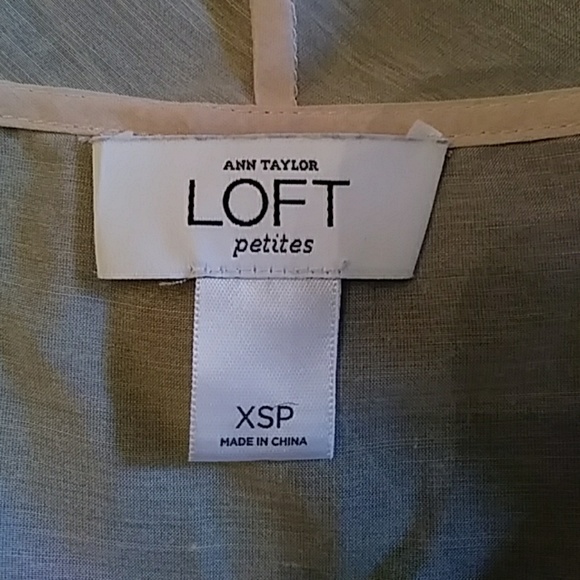 ANN TAYLOR
LOFT
petites
XSP
MADE IN CHINA